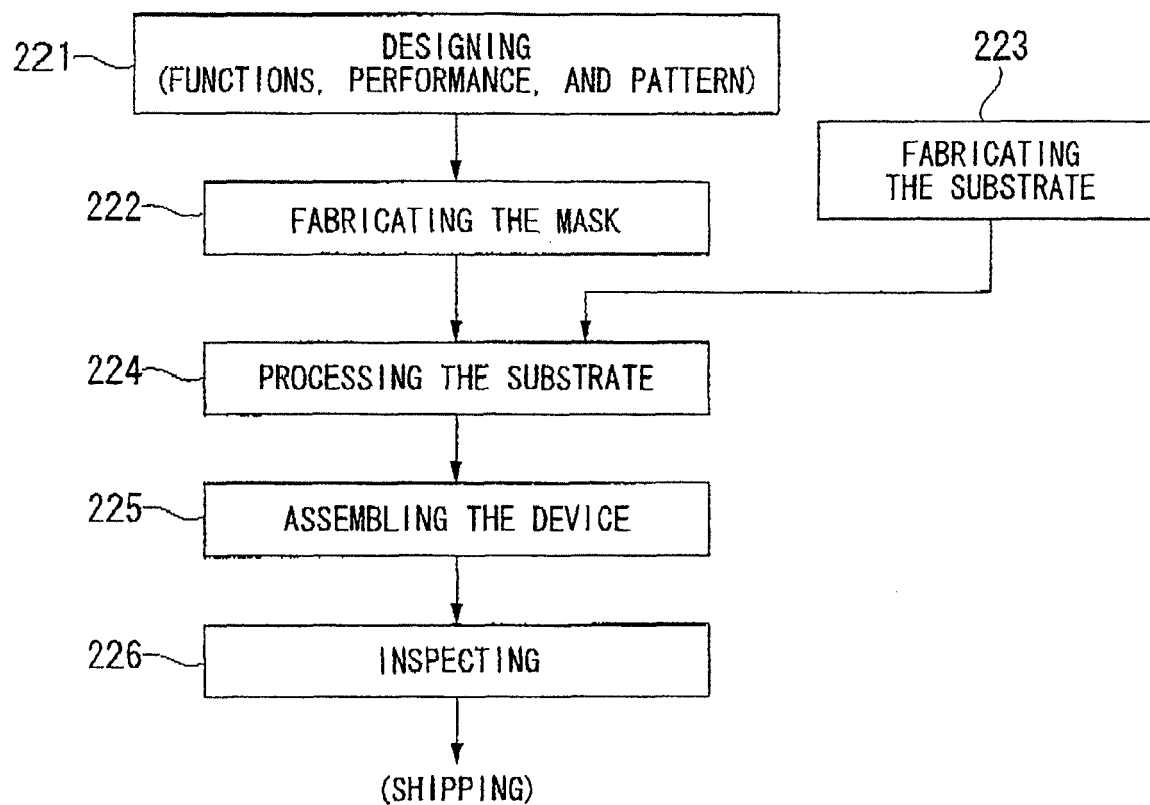 221
DESIGNING
(FUNCTIONS, PERFORMANCE, AND PATTERN)
223
FABRICATING
THE SUBSTRATE
222
FABRICATING THE MASK
224
PROCESSING THE SUBSTRATE
225
ASSEMBLING THE DEVICE
226
INSPECTING
(SHIPPING)